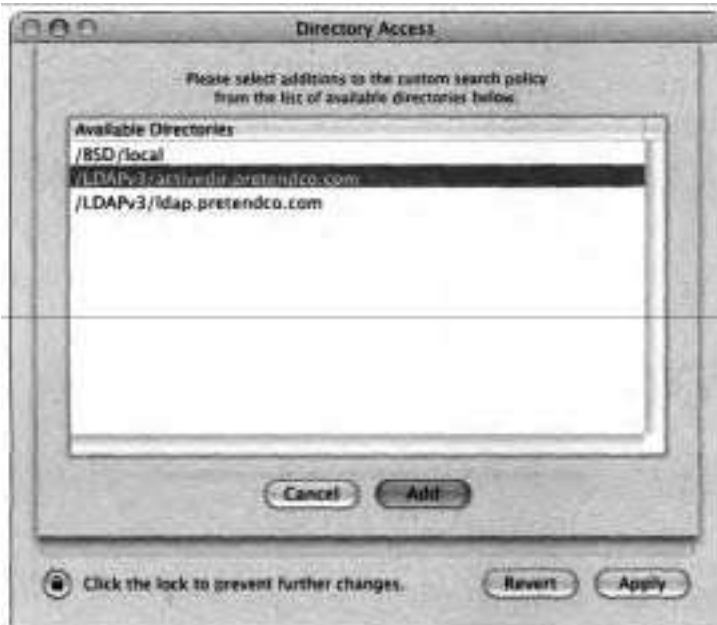 Directory Access
Please select additions to the custom search policy
from the list of available directories below.
Available Directories
/BSD/local
/LDAPv3/activedir.pretendco.com
/LDAPv3/ldap.pretendco.com
Cancel
Add
Click the lock to prevent further changes.
Revert
Apply